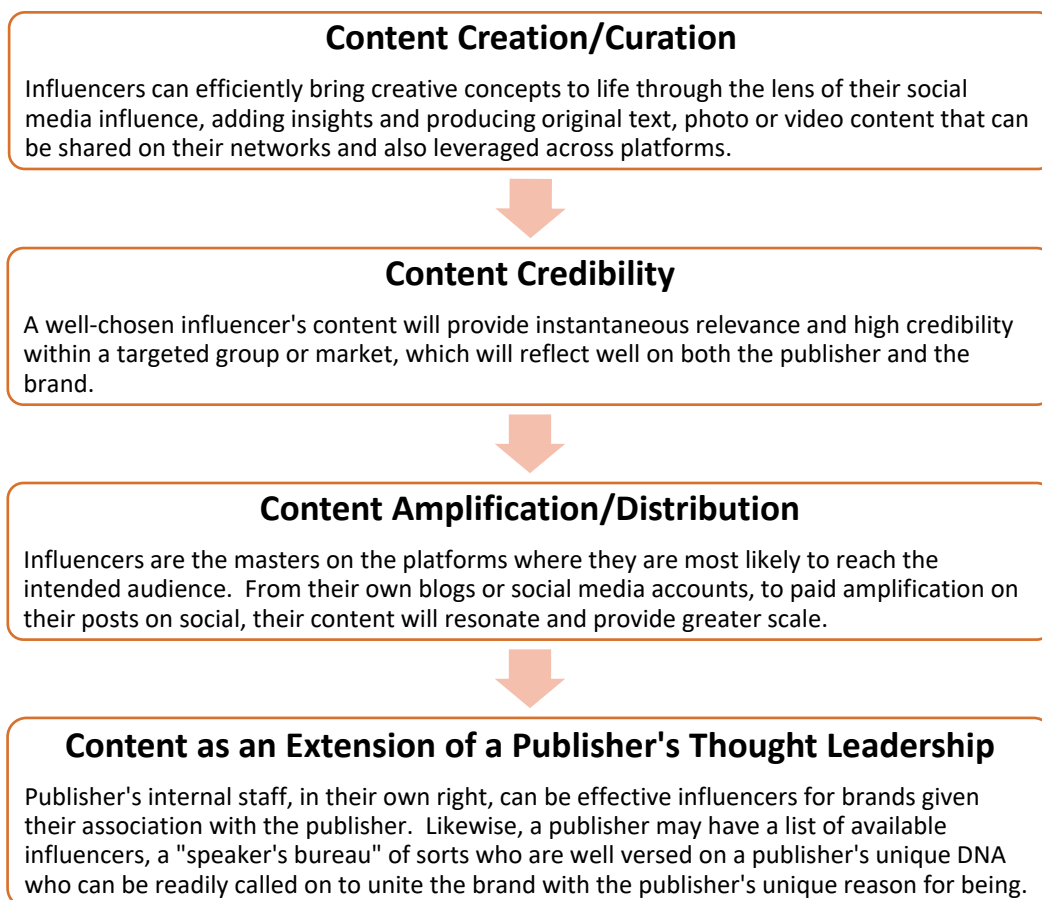 Content Creation/Curation
Influencers can efficiently bring creative concepts to life through the lens of their social
media influence, adding insights and producing original text, photo or video content that can
be shared on their networks and also leveraged across platforms.
Content Credibility
A well-chosen influencer's content will provide instantaneous relevance and high credibility
within a targeted group or market, which will reflect well on both the publisher and the
brand.
Content Amplification/Distribution
Influencers are the masters on the platforms where they are most likely to reach the
intended audience.  From their own blogs or social media accounts, to paid amplification on
their posts on social, their content will resonate and provide greater scale.
Content as an Extension of a Publisher's Thought Leadership
Publisher's internal staff, in their own right, can be effective influencers for brands given
their association with the publisher.  Likewise, a publisher may have a list of available
influencers, a "speaker's bureau" of sorts who are well versed on a publisher's unique DNA
who can be readily called on to unite the brand with the publisher's unique reason for being.